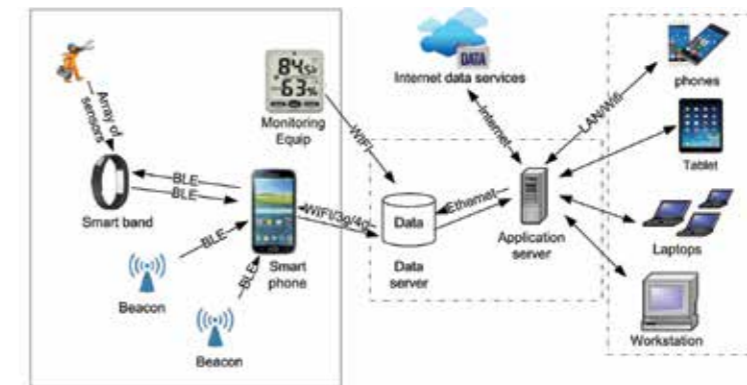 Array of
sensors
84.5
63%
Monitoring
Equip
WIFI
BLE
BLE
Smart band
BLE
Beacon
BLE
Beacon
Smart
phone
WIFI/3g/4g
Data
Data
server
Ethernet
DATA
Internet data services
Internet
Application
server
LAN/Wifi
phones
Tablet
Laptops
Workstation